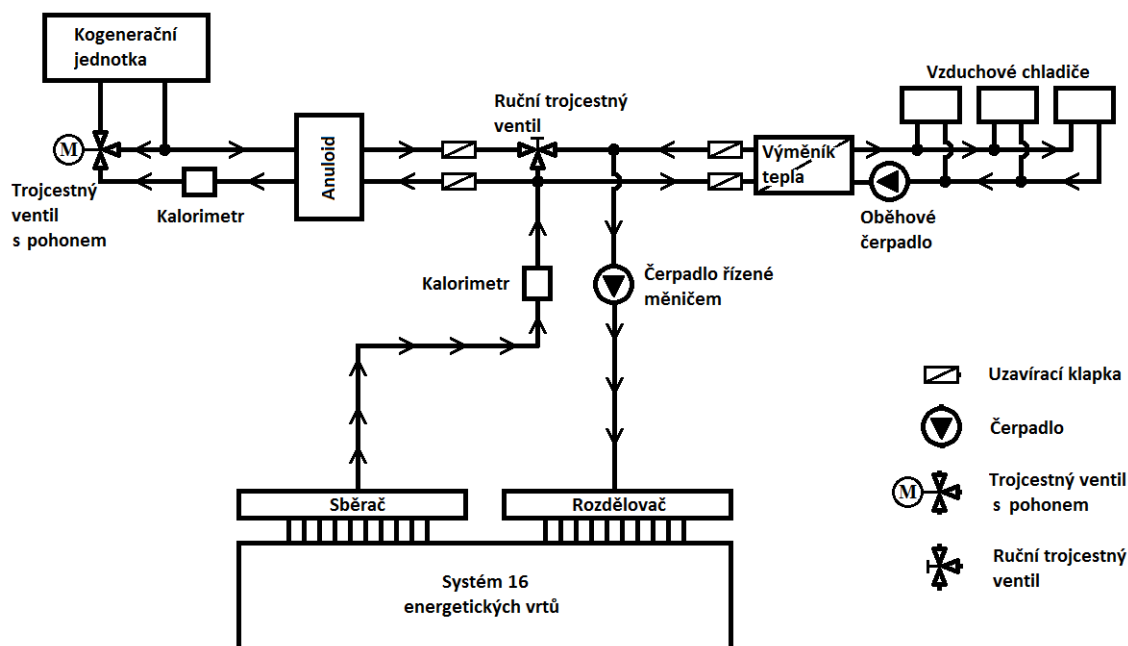 Kogenerační
jednotka
M
Trojcestný
ventil
s pohonem
Kalorimetr
Anuloid
Ruční trojcestný
ventil
Kalorimetr
Čerpadlo řízené
měničem
Výměník
tepla
Vzduchové chladiče
Oběhové
čerpadlo
Sběrač
Rozdělovač
Systém 16
energetických vrtů
Uzavírací klapka
Čerpadlo
M
Trojcestný ventil
s pohonem
Ruční trojcestný
ventil